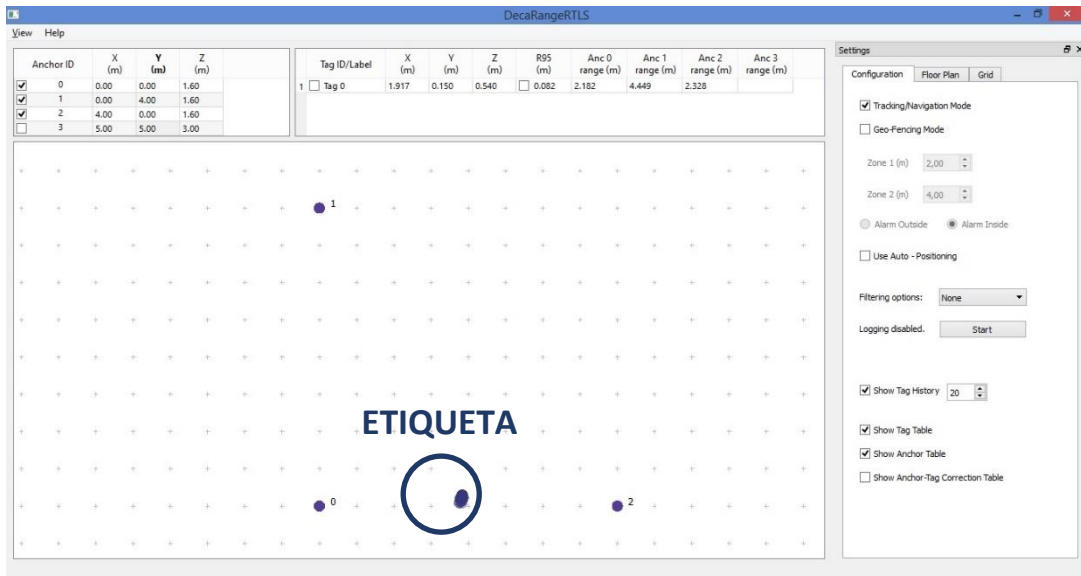 DecaRangeRTLS
View Help
Anchor ID X (m) Y (m) Z (m)
0 0.00 0.00 1.60
1 0.00 4.00 1.60
2 4.00 0.00 1.60
3 5.00 5.00 3.00
Tag ID/Label X (m) Y (m) Z (m) R95 (m) Anc 0 range (m) Anc 1 range (m) Anc 2 range (m) Anc 3 range (m)
1 Tag 0 1.917 0.150 0.540 0.082 2.182 4.449 2.328
1
ETIQUETA
0
2
Settings
Configuration Floor Plan Grid
Tracking/Navigation Mode
Geo-Fencing Mode
Zone 1 (m) 2,00
Zone 2 (m) 4,00
Alarm Outside Alarm Inside
Use Auto - Positioning
Filtering options: None
Logging disabled. Start
Show Tag History 20
Show Tag Table
Show Anchor Table
Show Anchor-Tag Correction Table